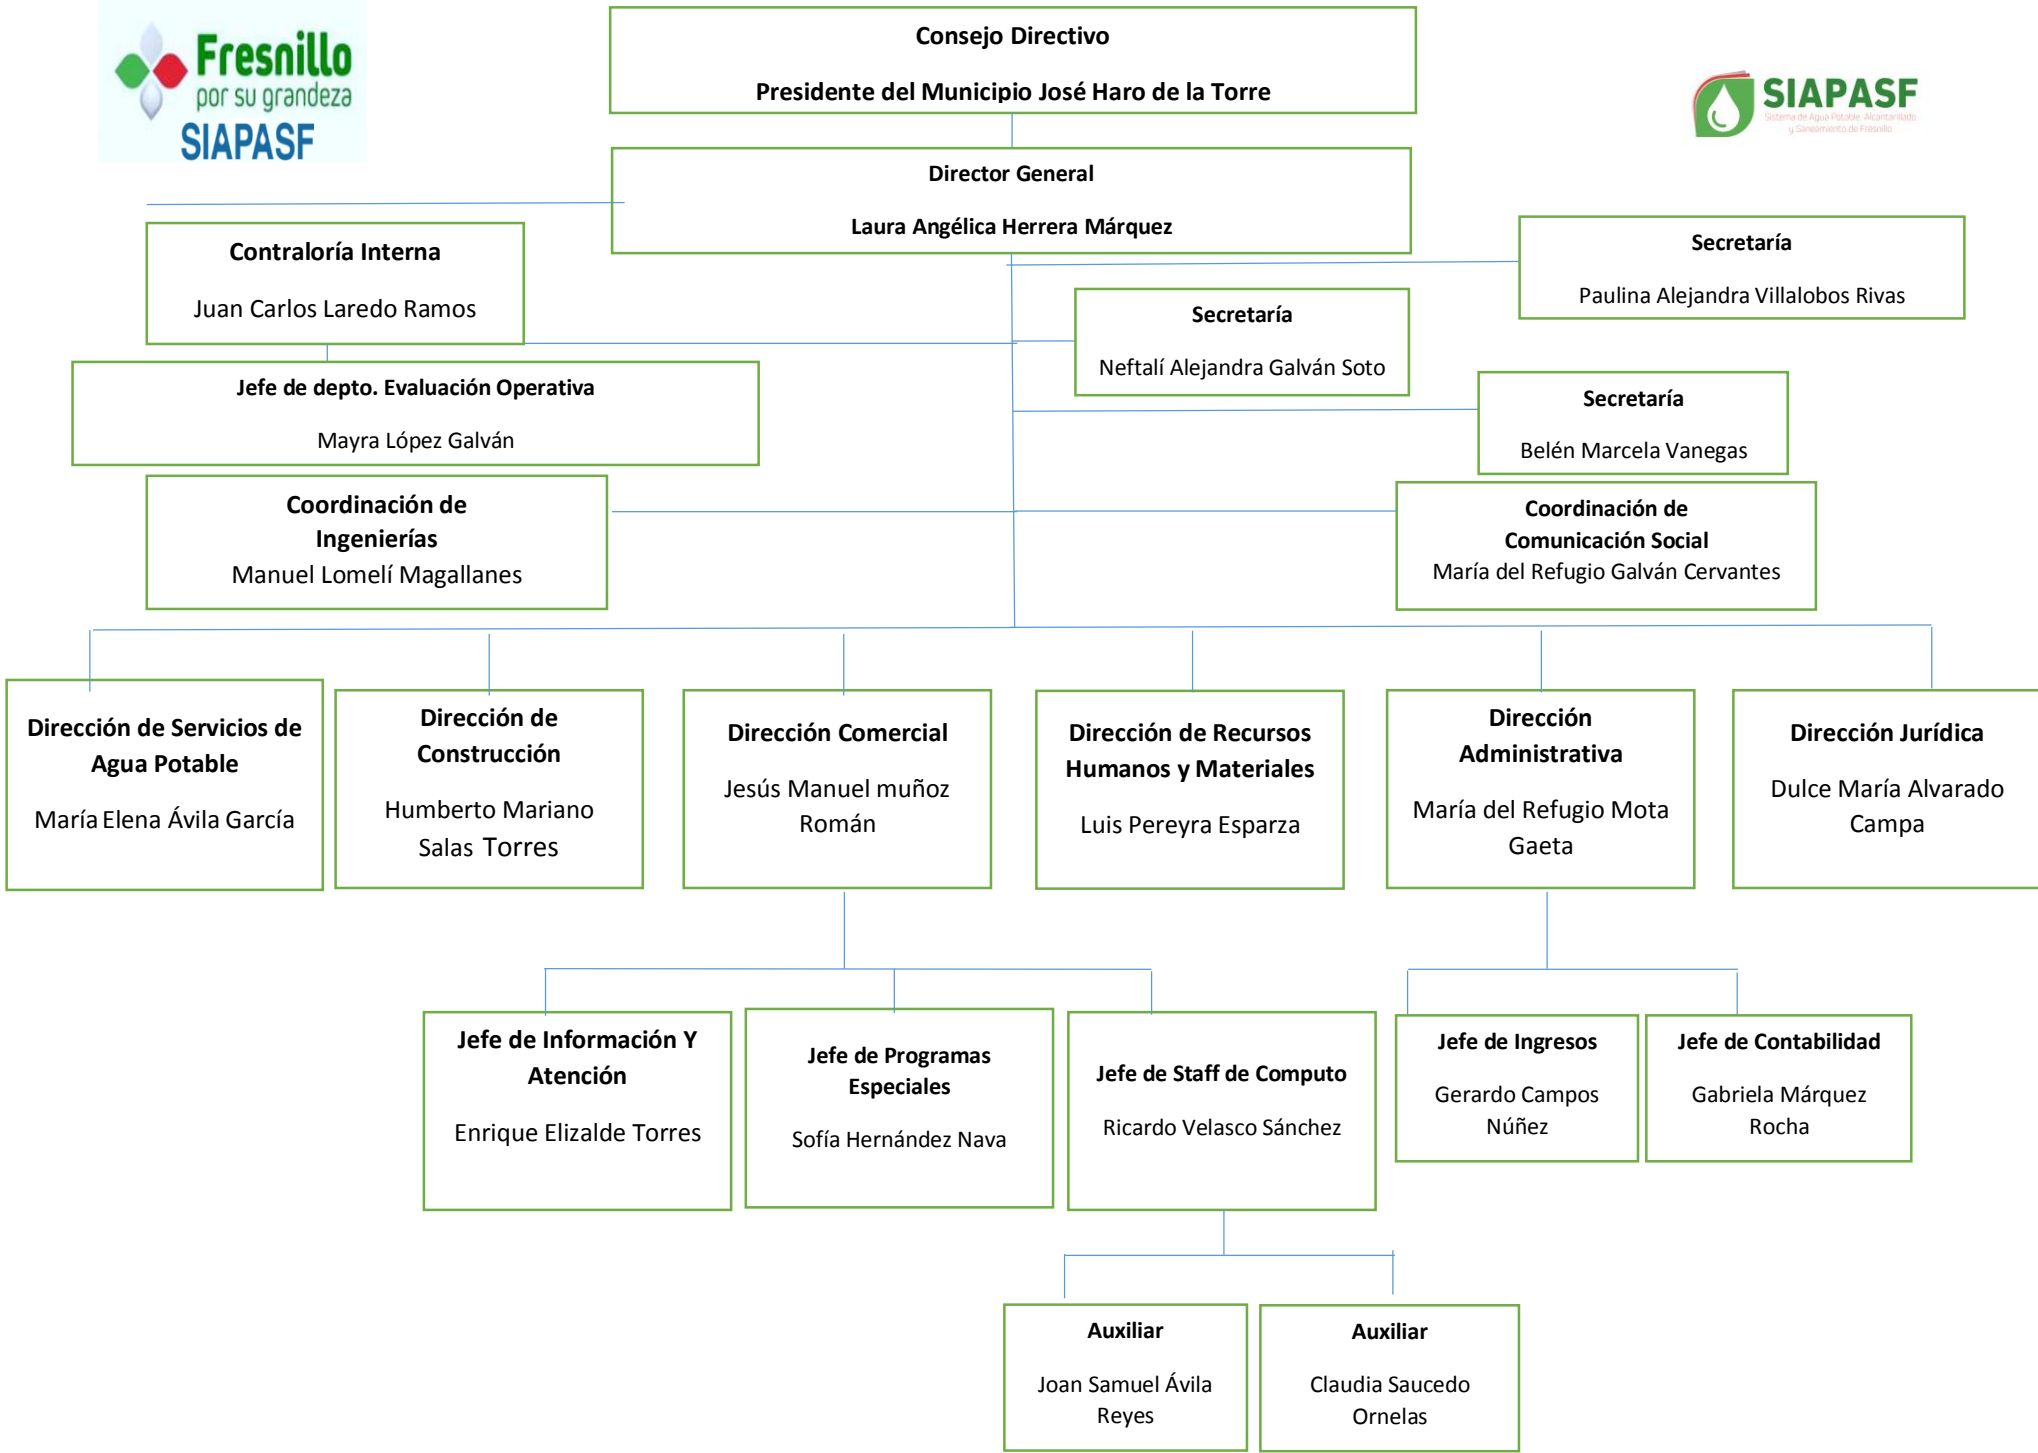 Fresnillo
por su grandeza
SIAPASF
Consejo Directivo
Presidente del Municipio José Haro de la Torre
SIAPASF
Sistema de Agua Potable, Alcantarillado
y Saneamiento de Fresnillo
Director General
Laura Angélica Herrera Márquez
Contraloría Interna
Juan Carlos Laredo Ramos
Secretaría
Paulina Alejandra Villalobos Rivas
Secretaría
Neftalí Alejandra Galván Soto
Jefe de depto. Evaluación Operativa
Mayra López Galván
Secretaría
Belén Marcela Vanegas
Coordinación de
Ingenierías
Manuel Lomelí Magallanes
Coordinación de
Comunicación Social
María del Refugio Galván Cervantes
Dirección de Servicios de
Agua Potable
María Elena Ávila García
Dirección de
Construcción
Humberto Mariano
Salas Torres
Dirección Comercial
Jesús Manuel muñoz
Román
Dirección de Recursos
Humanos y Materiales
Luis Pereyra Esparza
Dirección
Administrativa
María del Refugio Mota
Gaeta
Dirección Jurídica
Dulce María Alvarado
Campa
Jefe de Información Y
Atención
Enrique Elizalde Torres
Jefe de Programas
Especiales
Sofía Hernández Nava
Jefe de Staff de Computo
Ricardo Velasco Sánchez
Jefe de Ingresos
Gerardo Campos
Núñez
Jefe de Contabilidad
Gabriela Márquez
Rocha
Auxiliar
Joan Samuel Ávila
Reyes
Auxiliar
Claudia Saucedo
Ornelas